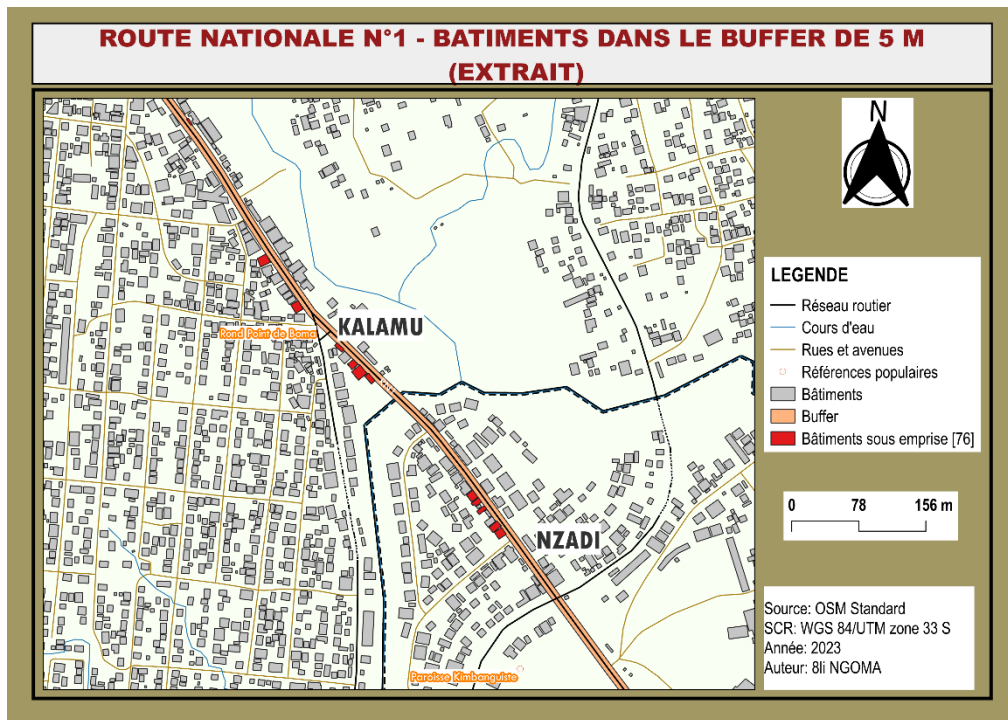 ROUTE NATIONALE N°1 - BATIMENTS DANS LE BUFFER DE 5 M
(EXTRAIT)
N
Rond Point de Boma
KALAMU
NZADI
Paroisse Kimbanguiste
LEGENDE
Réseau routier
Cours d'eau
Rues et avenues
Références populaires
Bâtiments
Buffer
Bâtiments sous emprise [76]
0 78 156 m
Source: OSM Standard
SCR: WGS 84/UTM zone 33 S
Année: 2023
Auteur: 8li NGOMA